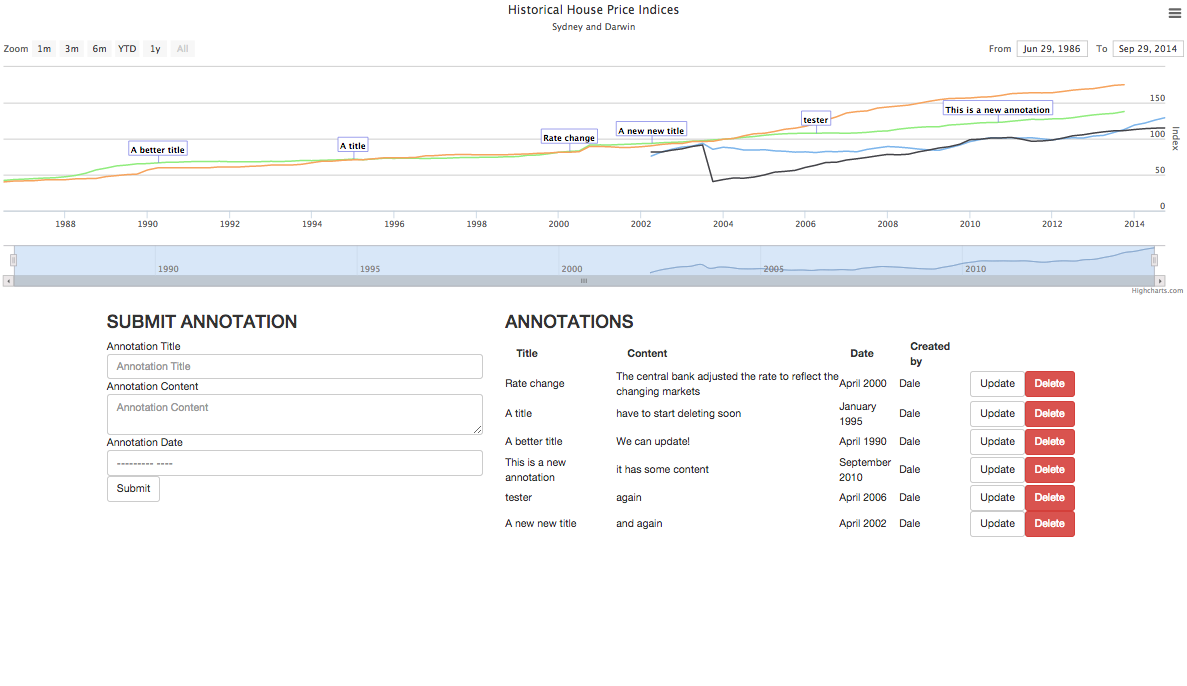 Historical House Price Indices
Sydney and Darwin
Zoom 1m 3m 6m YTD 1y All
From Jun 29, 1986 To Sep 29, 2014
A better title
A title
Rate change
A new new title
tester
This is a new annotation
150
100
50
0
Index
1988 1990 1992 1994 1996 1998 2000 2002 2004 2006 2008 2010 2012 2014
1990 1995 2000 2005 2010
Highcharts.com
SUBMIT ANNOTATION
Annotation Title
Annotation Title
Annotation Content
Annotation Content
Annotation Date
--------- ----
Submit
ANNOTATIONS
Title Content Date Created
by
Rate change The central bank adjusted the rate to reflect the April 2000 Dale Update Delete
changing markets
A title have to start deleting soon January Dale Update Delete
1995
A better title We can update! April 1990 Dale Update Delete
This is a new it has some content September Dale Update Delete
annotation 2010
tester again April 2006 Dale Update Delete
A new new title and again April 2002 Dale Update Delete